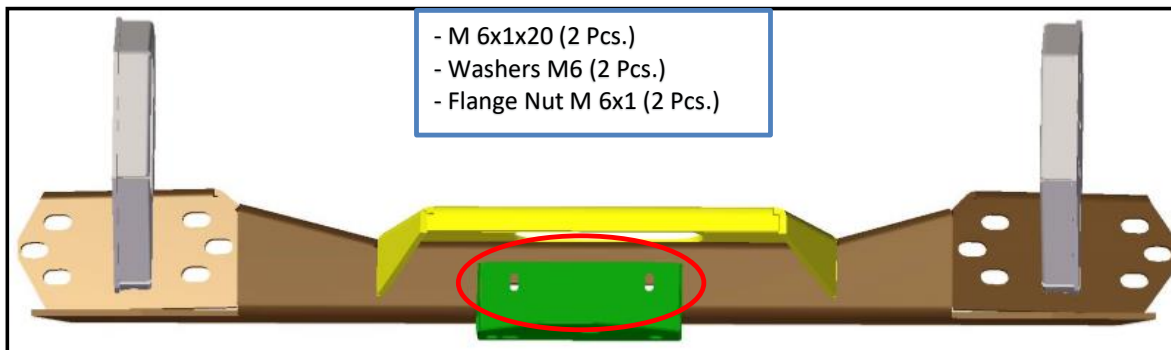 - M 6x1x20 (2 Pcs.)
- Washers M6 (2 Pcs.)
- Flange Nut M 6x1 (2 Pcs.)